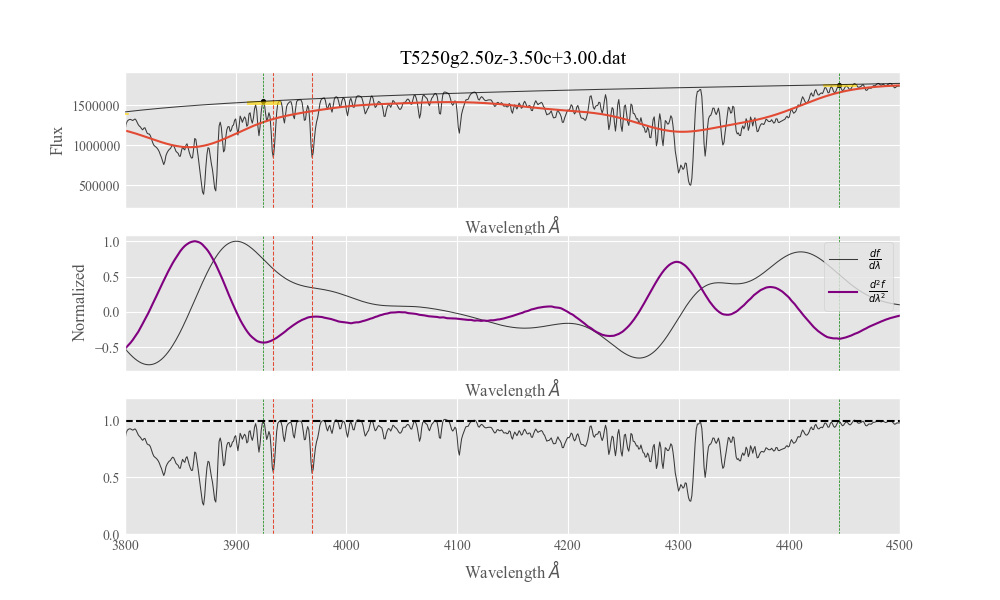 T5250g2.50z-3.50c+3.00.dat
1500000
1000000
500000
Flux
Wavelength Å
1.0
0.5
0.0
−0.5
Normalized
df/dλ
d²f/dλ²
Wavelength Å
1.0
0.5
0.0
3800 3900 4000 4100 4200 4300 4400 4500
Wavelength Å